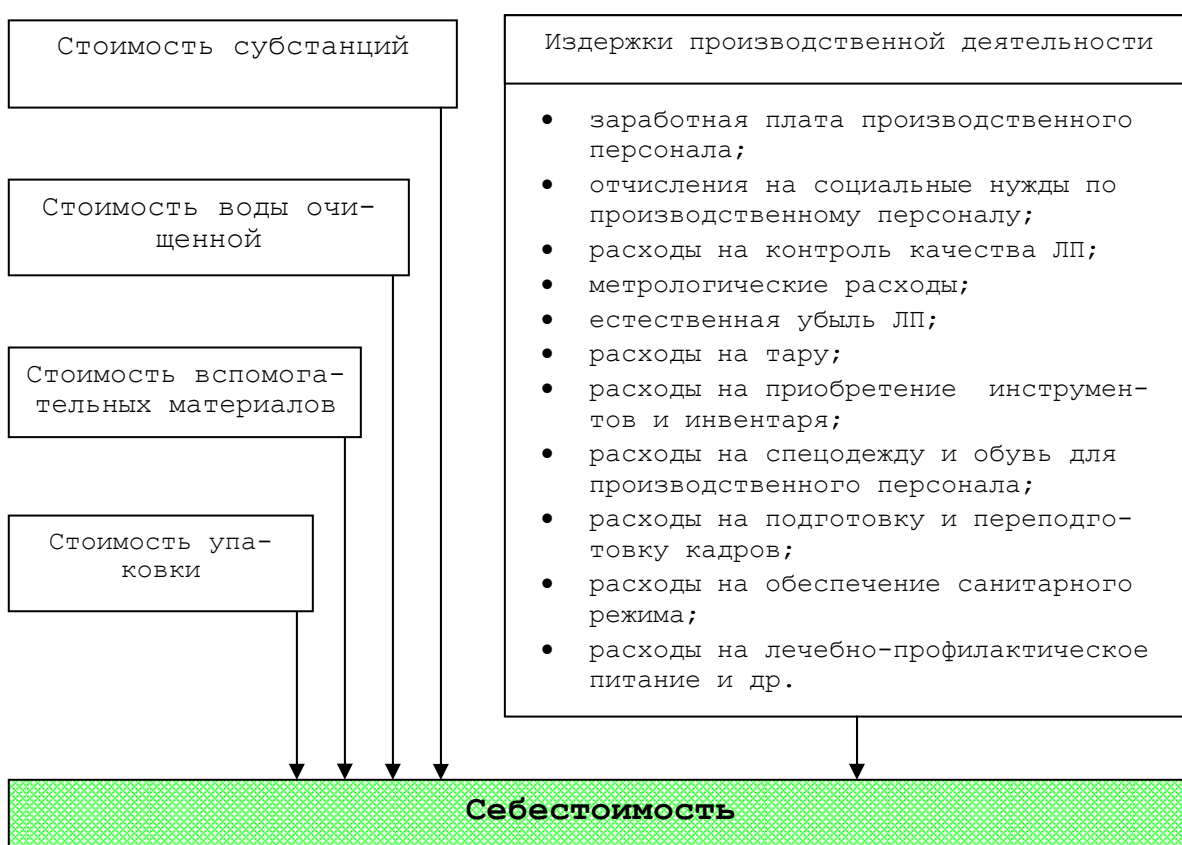 Стоимость субстанций
Стоимость воды очи-
щенной
Стоимость вспомога-
тельных материалов
Стоимость упа-
ковки
Издержки производственной деятельности
• заработная плата производственного
персонала;
• отчисления на социальные нужды по
производственному персоналу;
• расходы на контроль качества ЛП;
• метрологические расходы;
• естественная убыль ЛП;
• расходы на тару;
• расходы на приобретение инструмен-
тов и инвентаря;
• расходы на спецодежду и обувь для
производственного персонала;
• расходы на подготовку и переподго-
товку кадров;
• расходы на обеспечение санитарного
режима;
• расходы на лечебно-профилактическое
питание и др.
Себестоимость